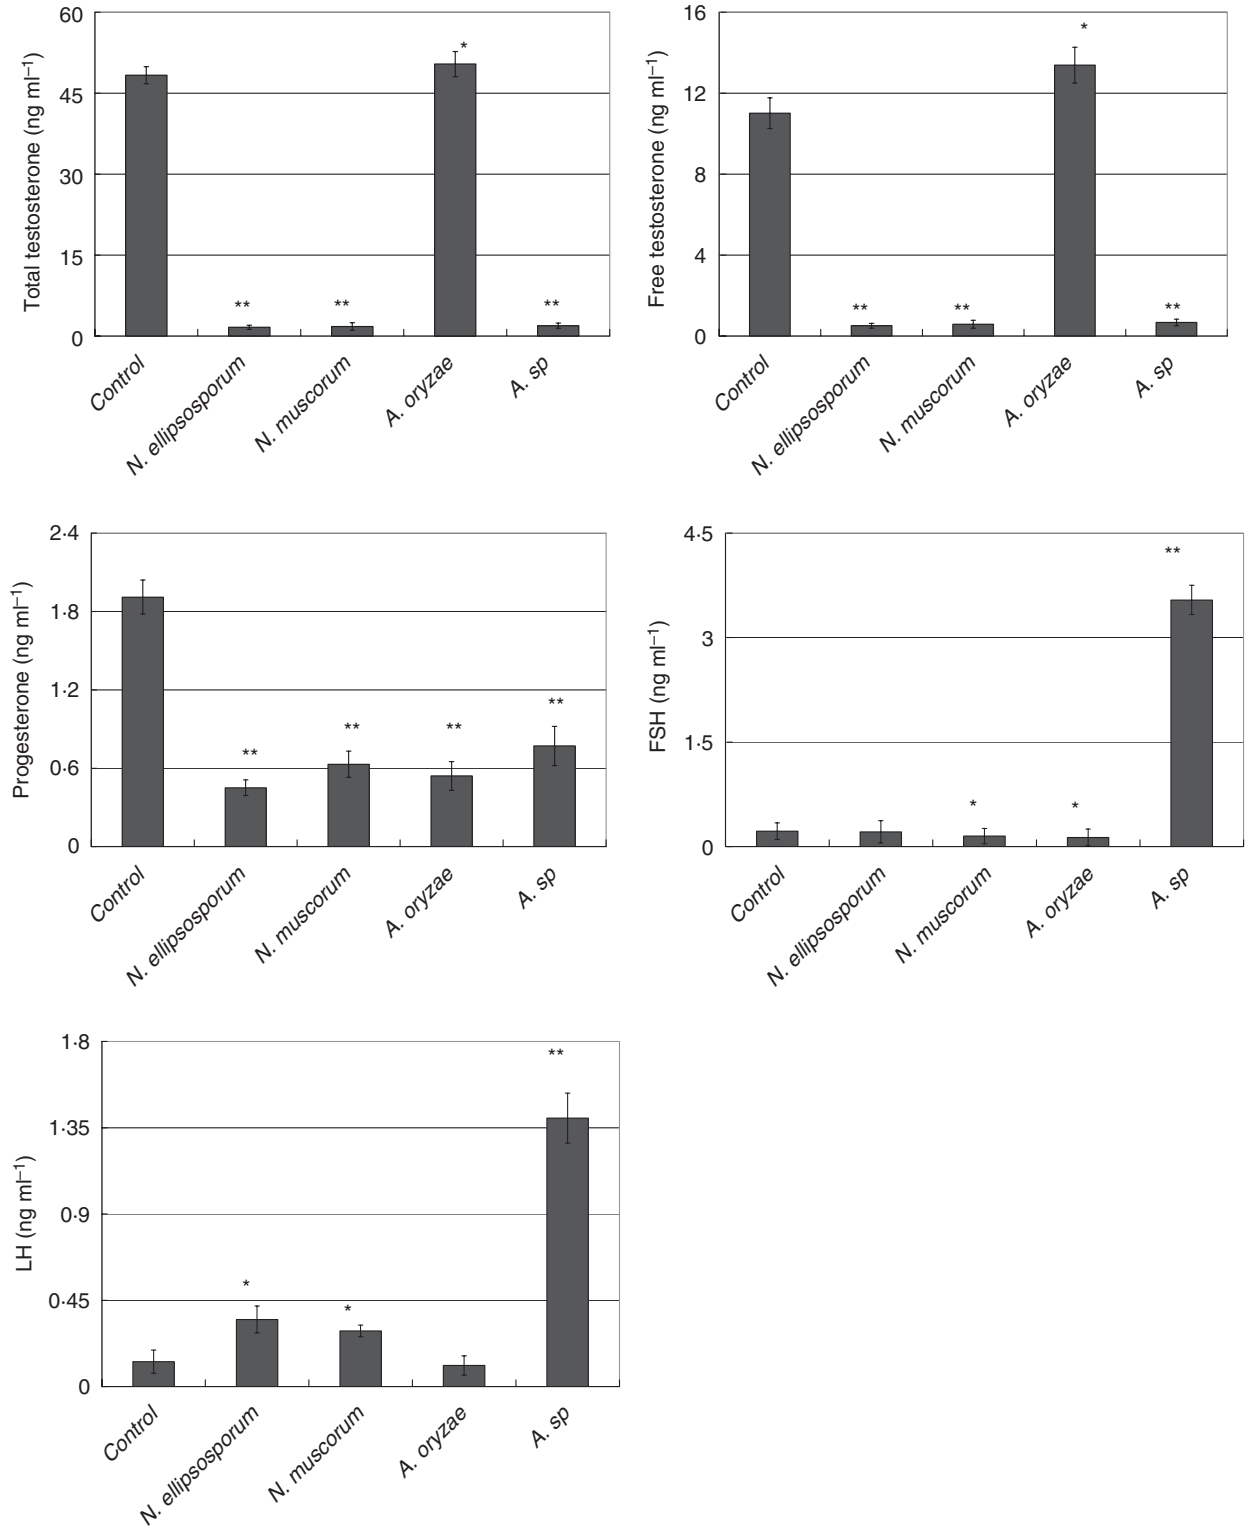 Total testosterone (ng ml⁻¹)
60
45
30
15
0
*
**
**
**
Control
N. ellipsosporum
N. muscorum
A. oryzae
A. sp
Free testosterone (ng ml⁻¹)
16
12
8
4
0
*
**
**
**
Control
N. ellipsosporum
N. muscorum
A. oryzae
A. sp
Progesterone (ng ml⁻¹)
2·4
1·8
1·2
0·6
0
**
**
**
**
Control
N. ellipsosporum
N. muscorum
A. oryzae
A. sp
FSH (ng ml⁻¹)
4·5
3
1·5
0
*
*
**
Control
N. ellipsosporum
N. muscorum
A. oryzae
A. sp
LH (ng ml⁻¹)
1·8
1·35
0·9
0·45
0
*
*
**
Control
N. ellipsosporum
N. muscorum
A. oryzae
A. sp